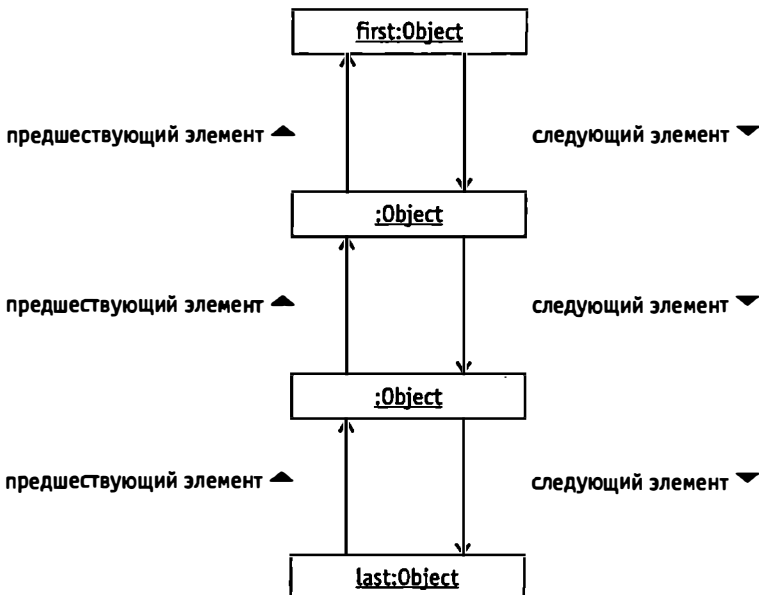 first:Object
предшествующий элемент
следующий элемент
:Object
предшествующий элемент
следующий элемент
:Object
предшествующий элемент
следующий элемент
last:Object